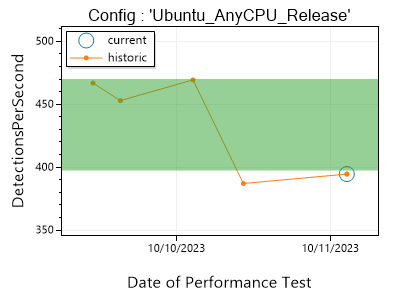 Config : 'Ubuntu_AnyCPU_Release'
500
450
400
350
DetectionsPerSecond
current
historic
10/10/2023
10/11/2023
Date of Performance Test